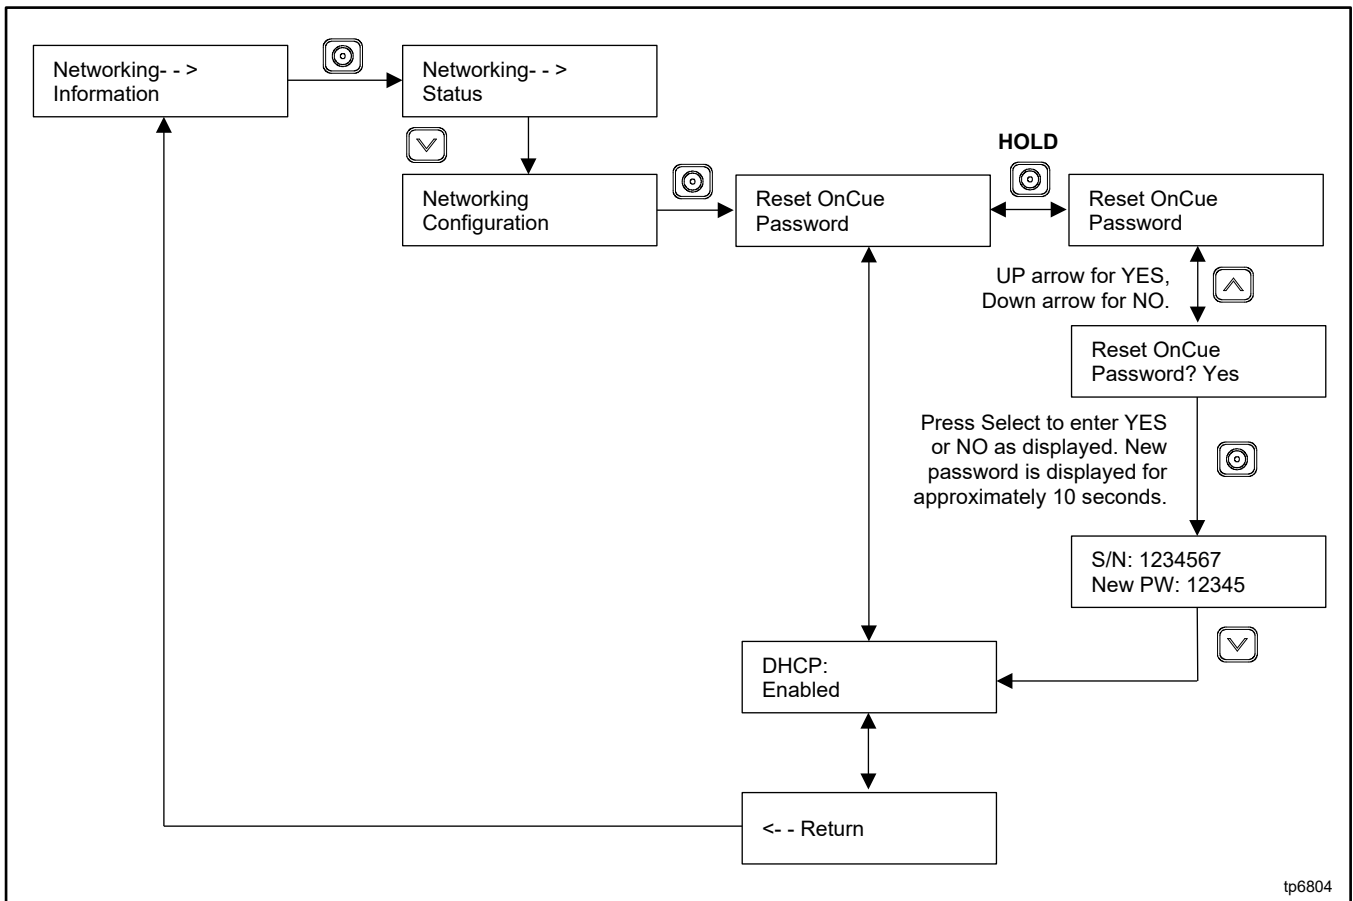 Networking- - >
Information
Networking- - >
Status
Networking
Configuration
Reset OnCue
Password
HOLD
Reset OnCue
Password
UP arrow for YES,
Down arrow for NO.
Reset OnCue
Password? Yes
Press Select to enter YES
or NO as displayed. New
password is displayed for
approximately 10 seconds.
S/N: 1234567
New PW: 12345
DHCP:
Enabled
<- - Return
tp6804